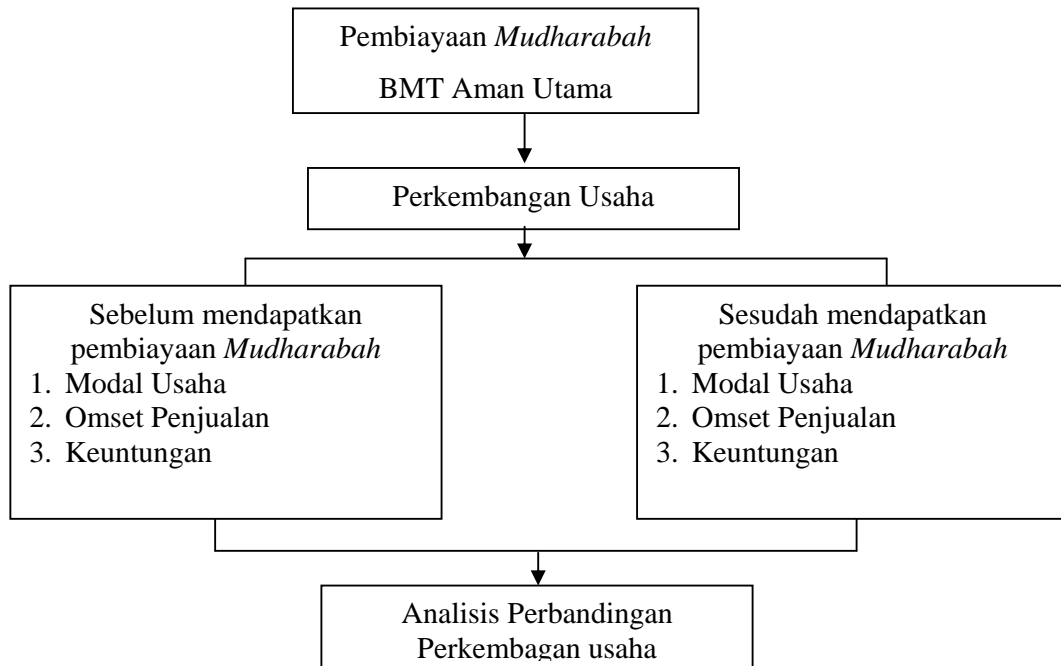 Pembiayaan Mudharabah
BMT Aman Utama
Perkembangan Usaha
Sebelum mendapatkan
pembiayaan Mudharabah
1. Modal Usaha
2. Omset Penjualan
3. Keuntungan
Sesudah mendapatkan
pembiayaan Mudharabah
1. Modal Usaha
2. Omset Penjualan
3. Keuntungan
Analisis Perbandingan
Perkembagan usaha